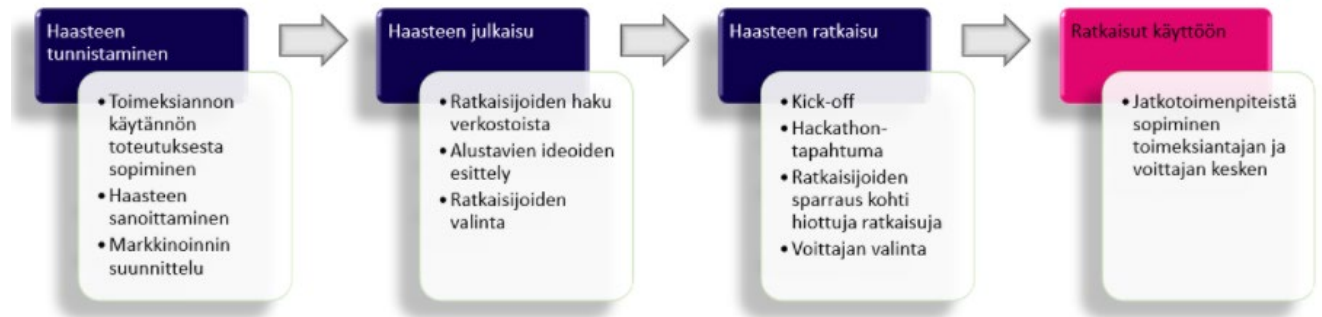 Haasteen
tunnistaminen
• Toimeksiannon
käytännön
toteutuksesta
sopiminen
• Haasteen
sanoittaminen
• Markkinoinnin
suunnittelu
Haasteen julkaisu
• Ratkaisijoiden haku
verkostoista
• Alustavien ideoiden
esittely
• Ratkaisijoiden
valinta
Haasteen ratkaisu
• Kick-off
• Hackathon-
tapahtuma
• Ratkaisijoiden
sparraus kohti
hiottuja ratkaisuja
• Voittajan valinta
Ratkaisut käyttöön
• Jatkotoimenpiteistä
sopiminen
toimeksiantajan ja
voittajan kesken